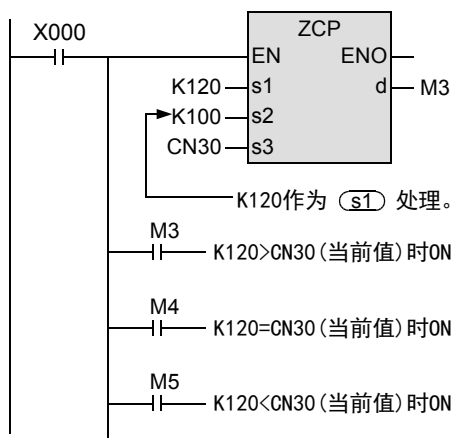 X000
ZCP
EN ENO
K120 s1 d M3
K100 s2
CN30 s3
K120作为 s1 处理。
M3
K120>CN30(当前值)时ON
M4
K120=CN30(当前值)时ON
M5
K120<CN30(当前值)时ON